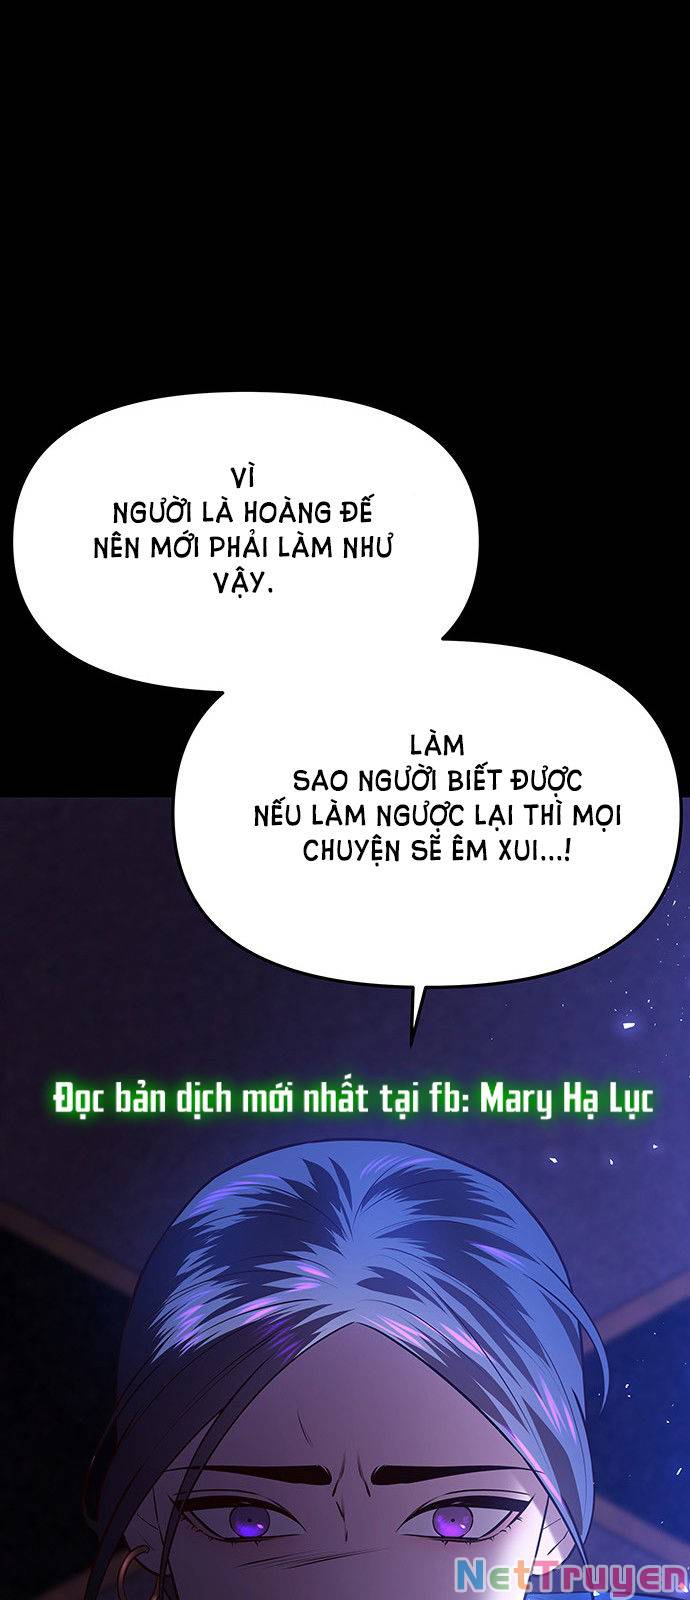 VÌ
NGƯỜI LÀ HOÀNG ĐẾ
NÊN MỚI PHẢI LÀM NHƯ
VẬY.
LÀM
SAO NGƯỜI BIẾT ĐƯỢC
NẾU LÀM NGƯỢC LẠI THÌ MỌI
CHUYỆN SẼ ÊM XUI...!
Đọc bản dịch mới nhất tại fb: Mary Hạ Lục
NETTRUYEN